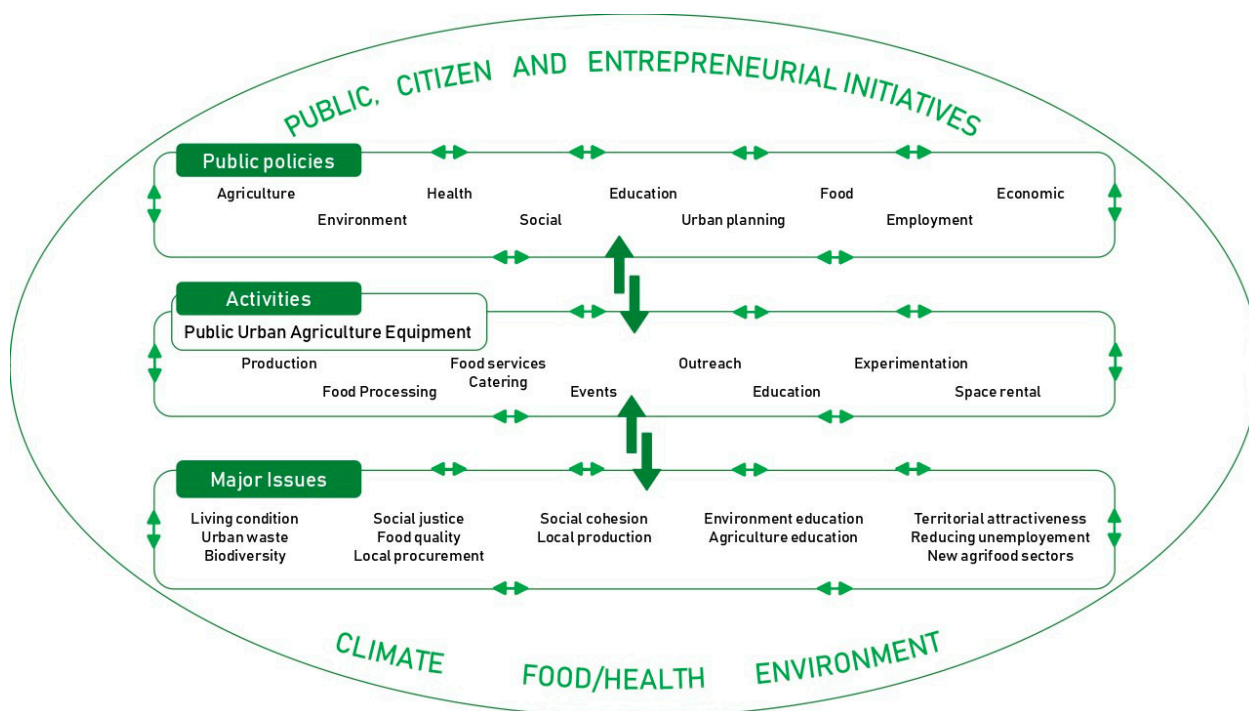 PUBLIC, CITIZEN AND ENTREPRENEURIAL INITIATIVES
Public policies
Agriculture
Health
Education
Food
Economic
Environment
Social
Urban planning
Employment
Activities
Public Urban Agriculture Equipment
Production
Food services
Catering
Outreach
Experimentation
Food Processing
Events
Education
Space rental
Major Issues
Living condition
Urban waste
Biodiversity
Social justice
Food quality
Local procurement
Social cohesion
Local production
Environment education
Agriculture education
Territorial attractiveness
Reducing unemployement
New agrifood sectors
CLIMATE FOOD/HEALTH ENVIRONMENT